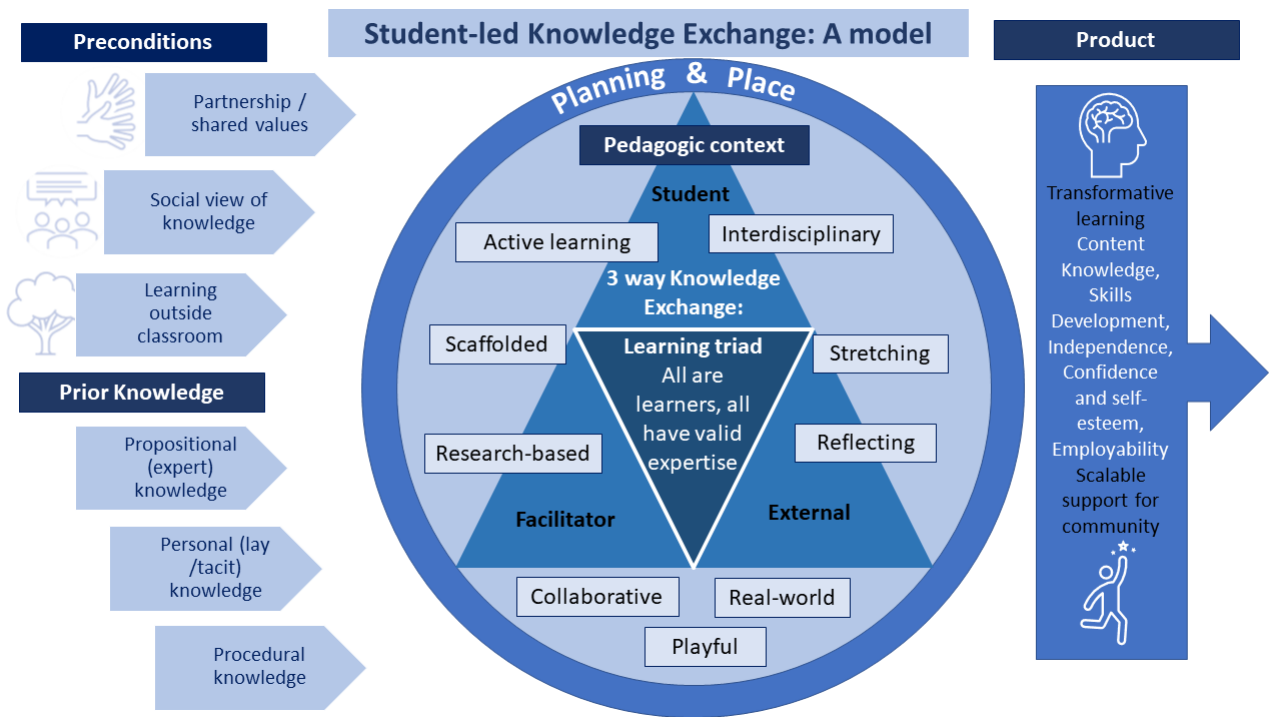 Student-led Knowledge Exchange: A model
Preconditions
Partnership /
shared values
Social view of
knowledge
Learning
outside
classroom
Prior Knowledge
Propositional
(expert)
knowledge
Personal (lay
/tacit)
knowledge
Procedural
knowledge
Planning & Place
Pedagogic context
Student
Active learning
Interdisciplinary
3 way Knowledge
Exchange:
Scaffolded
Stretching
Learning triad
All are
learners, all
have valid
expertise
Research-based
Reflecting
Facilitator
External
Collaborative
Real-world
Playful
Product
Transformative
learning
Content
Knowledge,
Skills
Development,
Independence,
Confidence
and self-
esteem,
Employability
Scalable
support for
community